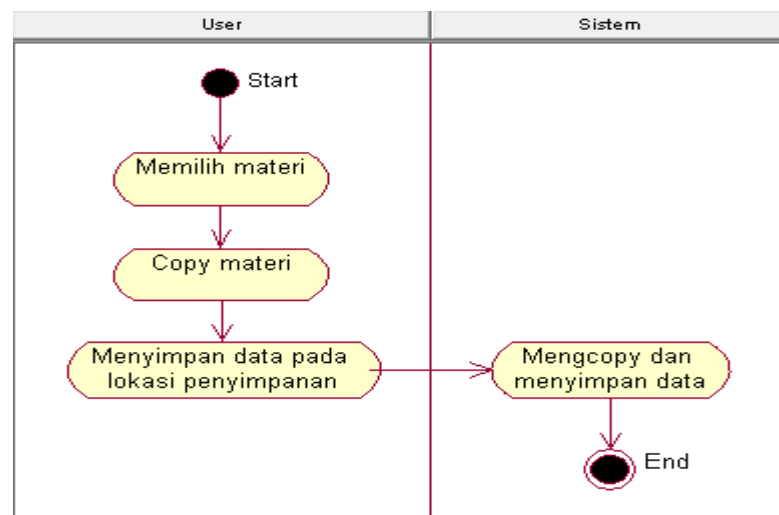 User
Sistem
Start
Memilih materi
Copy materi
Menyimpan data pada
lokasi penyimpanan
Mengcopy dan
menyimpan data
End